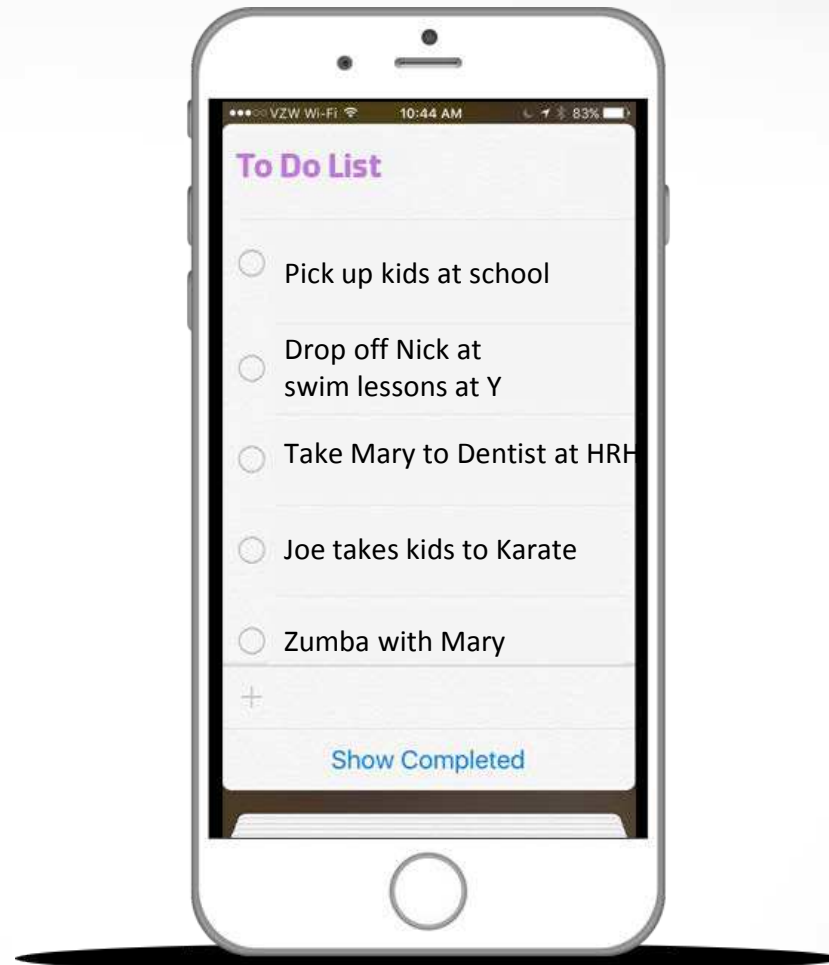 VZW Wi-Fi 10:44 AM 83%
To Do List
Pick up kids at school
Drop off Nick at
swim lessons at Y
Take Mary to Dentist at HRH
Joe takes kids to Karate
Zumba with Mary
+
Show Completed